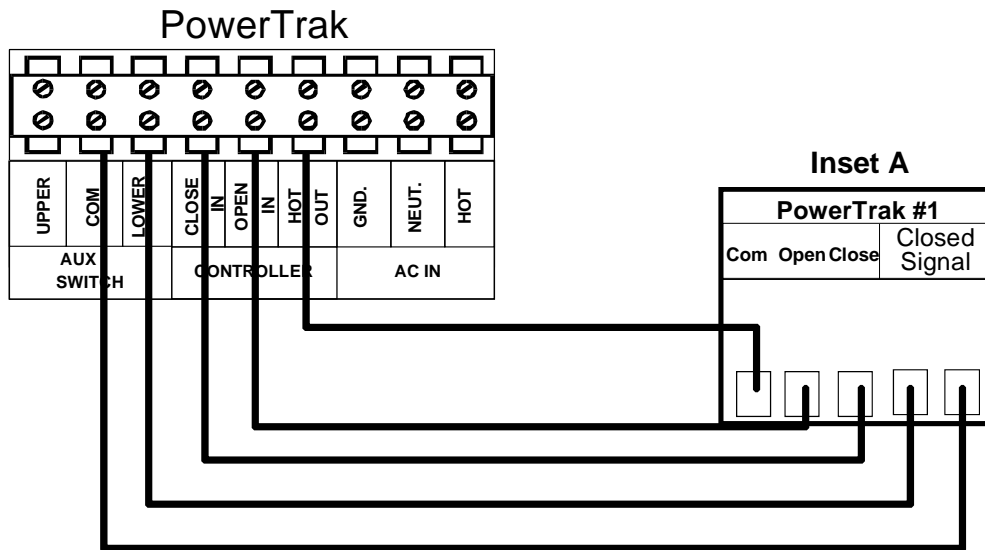 PowerTrak
UPPER
COM
LOWER
CLOSE
IN
OPEN
IN
HOT
OUT
GND.
NEUT.
HOT
AUX
SWITCH
CONTROLLER
AC IN
Inset A
PowerTrak #1
Com Open Close
Closed
Signal